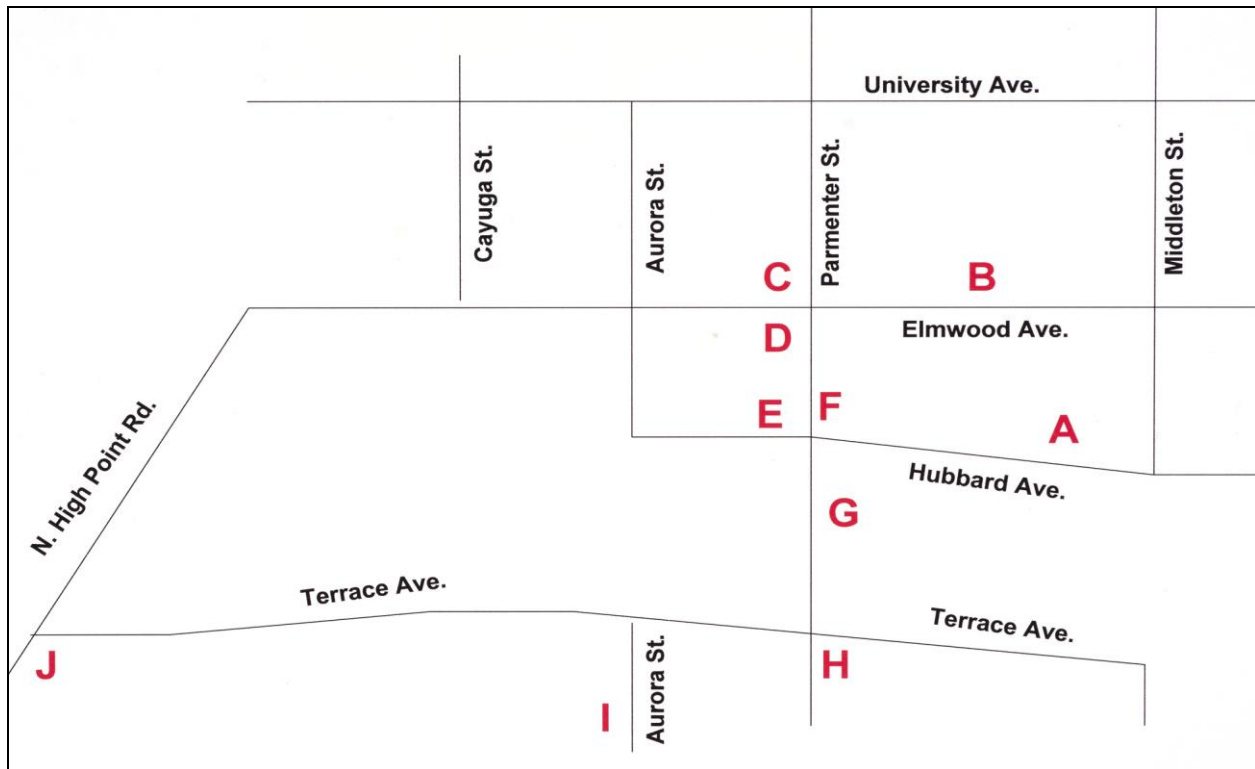 University Ave.
Cayuga St.
Aurora St.
Parmenter St.
Middleton St.
C
B
D
Elmwood Ave.
E
F
A
N. High Point Rd.
Hubbard Ave.
G
Terrace Ave.
Terrace Ave.
J
H
I
Aurora St.